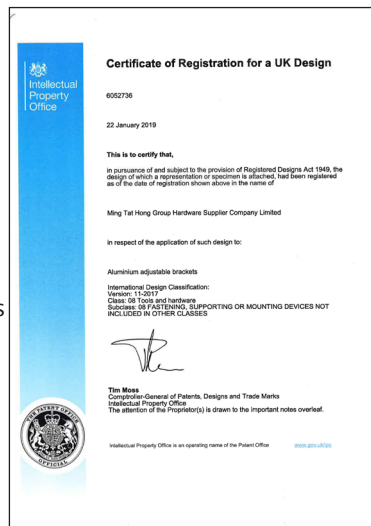 Intellectual
Property
Office
Certificate of Registration for a UK Design
6052736
22 January 2019
This is to certify that,
in pursuance of and subject to the provision of Registered Designs Act 1949, the
design of which a representation or specimen is attached, had been registered
as of the date of registration shown above in the name of
Ming Tat Hong Group Hardware Supplier Company Limited
in respect of the application of such design to:
Aluminium adjustable brackets
International Design Classification:
Version: 11-2017
Class: 08 Tools and hardware
Subclass: 08 FASTENING, SUPPORTING OR MOUNTING DEVICES NOT
INCLUDED IN OTHER CLASSES
Tim Moss
Comptroller-General of Patents, Designs and Trade Marks
Intellectual Property Office
The attention of the Proprietor(s) is drawn to the important notes overleaf.
THE PATENT OFFICE
OFFICIAL
Intellectual Property Office is an operating name of the Patent Office
www.gov.uk/ipo
s